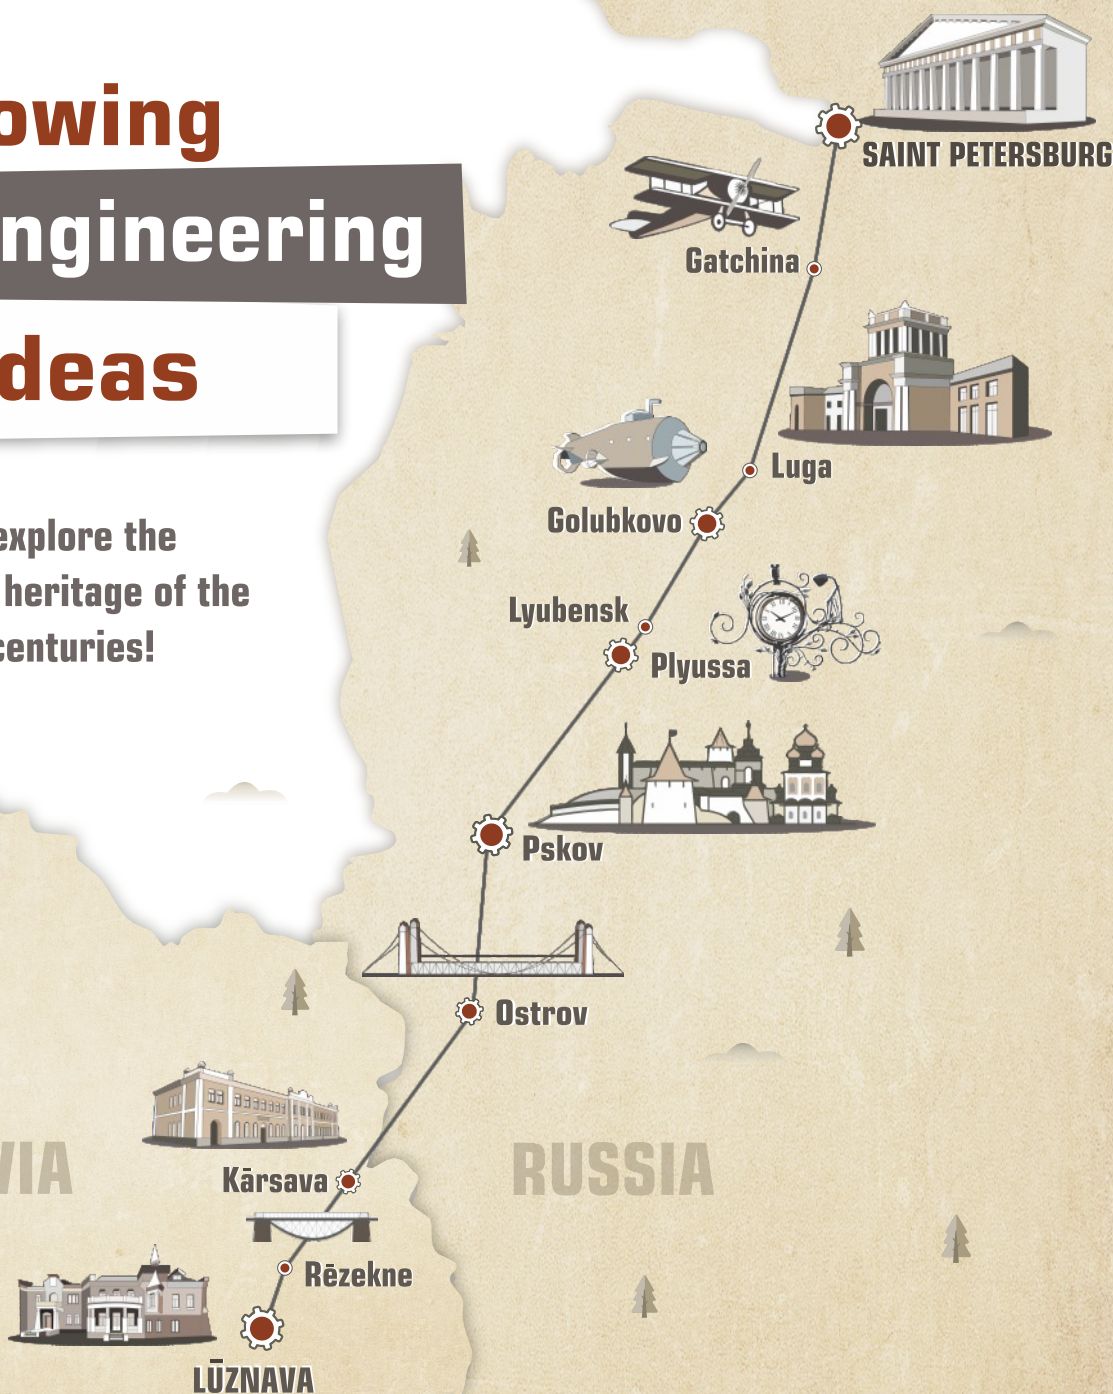 owing
ngineering
deas
explore the
heritage of the
centuries!
SAINT PETERSBURG
Gatchina
Luga
Golubkovo
Lyubensk
Plyussa
Pskov
Ostrov
VIA
RUSSIA
Kārsava
Rēzekne
LŪZNAVA